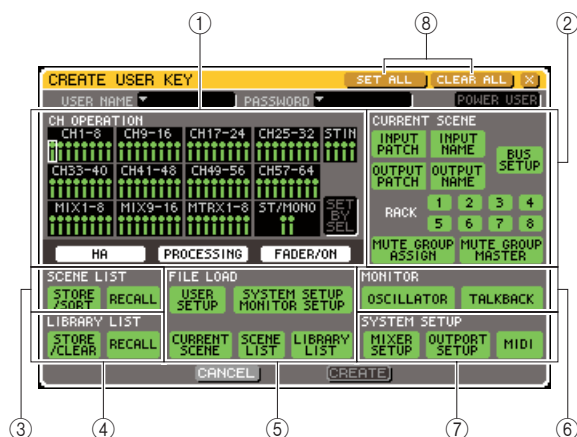 ① ⑧ ②
CREATE USER KEY SET ALL CLEAR ALL X
USER NAME PASSWORD POWER USER
CH OPERATION
CH1-8 CH9-16 CH17-24 CH25-32 STIN
CH33-40 CH41-48 CH49-56 CH57-64
MIX1-8 MIX9-16 MTRX1-8 ST/MONO SET BY SEL
HA PROCESSING FADER/ON
CURRENT SCENE
INPUT PATCH INPUT NAME BUS SETUP
OUTPUT PATCH OUTPUT NAME
RACK 1 2 3 4
5 6 7 8
MUTE GROUP ASSIGN MUTE GROUP MASTER
SCENE LIST
STORE /SORT RECALL
FILE LOAD
USER SETUP SYSTEM SETUP MONITOR SETUP
CURRENT SCENE SCENE LIST LIBRARY LIST
MONITOR
OSCILLATOR TALKBACK
LIBRARY LIST
STORE /CLEAR RECALL
SYSTEM SETUP
MIXER SETUP OUTPORT SETUP MIDI
CANCEL CREATE
③ ④ ⑤ ⑦ ⑥